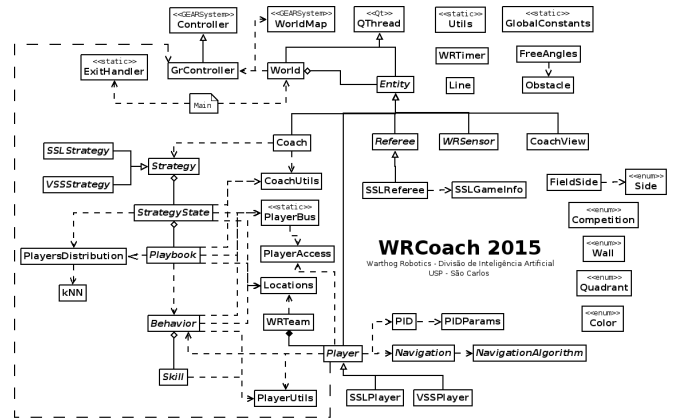 <<GEARSystem>>
Controller
<<GEARSystem>>
WorldMap
<<Qt>>
QThread
<<static>>
Utils
<<static>>
GlobalConstants
<<static>>
ExitHandler
GrController
World
Entity
WRTimer
Line
FreeAngles
Obstacle
Main
Coach
Referee
WRSensor
CoachView
SSLStrategy
VSSStrategy
Strategy
CoachUtils
SSLReferee
SSLGameInfo
FieldSide
<<enum>>
Side
StrategyState
<<static>>
PlayerBus
<<enum>>
Competition
PlayersDistribution
Playbook
PlayerAccess
WRCoach 2015
Warthog Robotics - Divisão de Inteligência Artificial
USP - São Carlos
<<enum>>
Wall
kNN
Locations
<<enum>>
Quadrant
Behavior
WRTeam
PID
PIDParams
<<enum>>
Color
Player
Navigation
NavigationAlgorithm
Skill
PlayerUtils
SSLPlayer
VSSPlayer